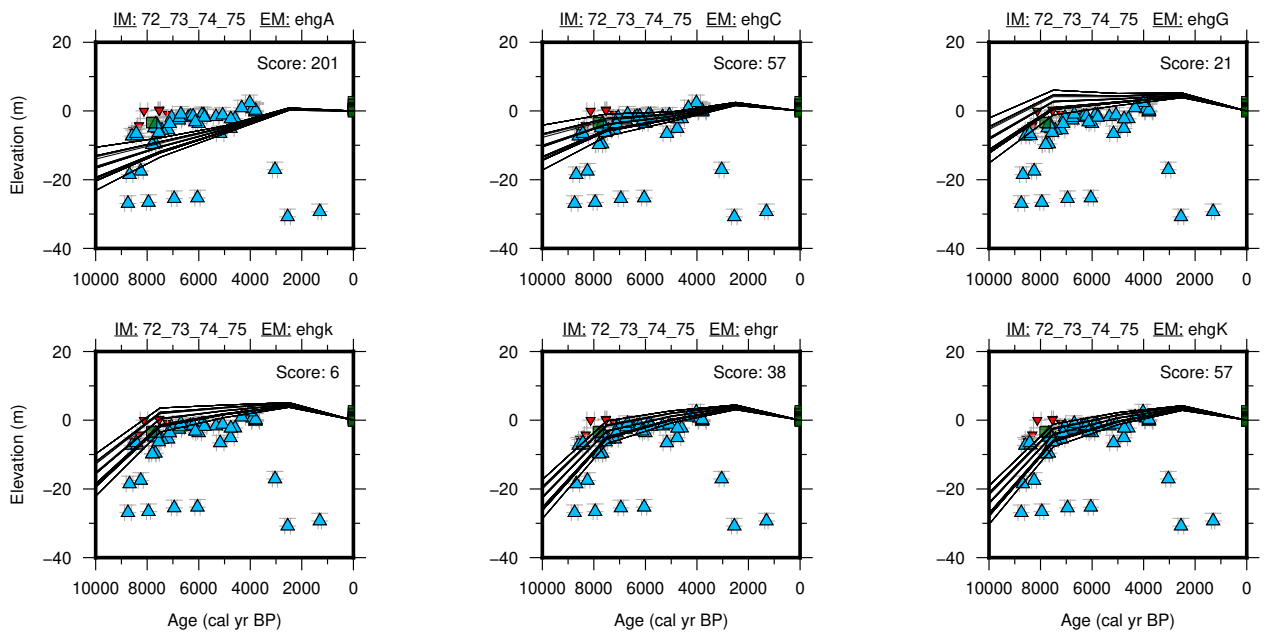 IM: 72_73_74_75 EM: ehgA
IM: 72_73_74_75 EM: ehgC
IM: 72_73_74_75 EM: ehgG
20
0
−20
−40
Elevation (m)
Score: 201
10000 8000 6000 4000 2000 0
20
0
−20
−40
Score: 57
10000 8000 6000 4000 2000 0
20
0
−20
−40
Score: 21
10000 8000 6000 4000 2000 0
IM: 72_73_74_75 EM: ehgk
IM: 72_73_74_75 EM: ehgr
IM: 72_73_74_75 EM: ehgK
20
0
−20
−40
Elevation (m)
Score: 6
10000 8000 6000 4000 2000 0
Age (cal yr BP)
20
0
−20
−40
Score: 38
10000 8000 6000 4000 2000 0
Age (cal yr BP)
20
0
−20
−40
Score: 57
10000 8000 6000 4000 2000 0
Age (cal yr BP)